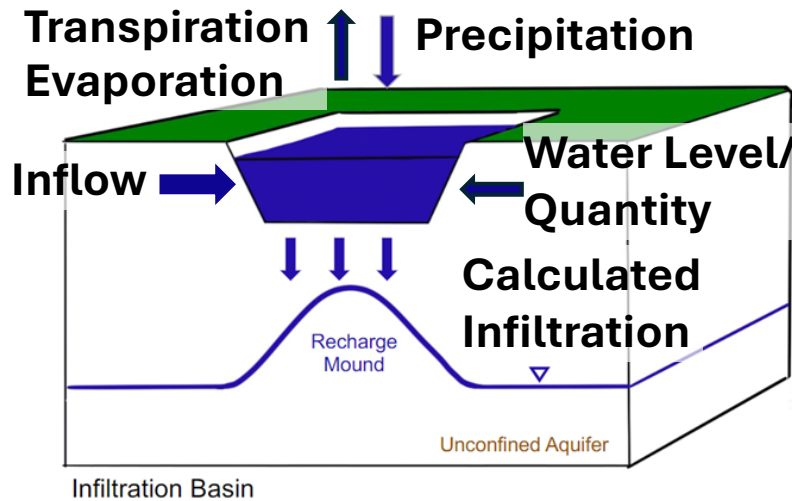 Transpiration
Evaporation
Precipitation
Inflow
Water Level/
Quantity
Calculated
Infiltration
Recharge
Mound
Unconfined Aquifer
Infiltration Basin